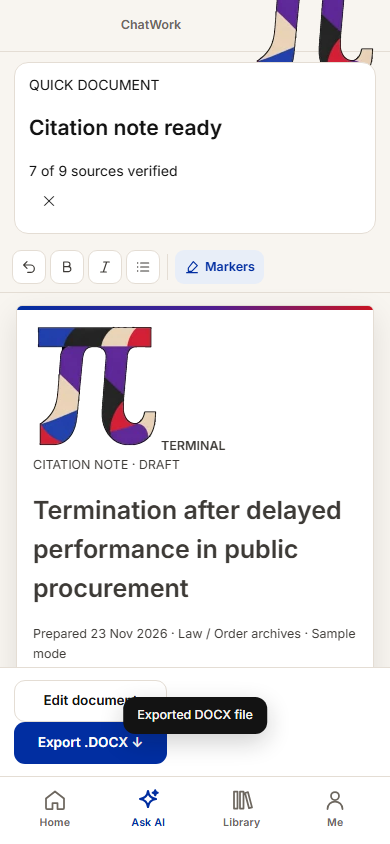 ChatWork
QUICK DOCUMENT
Citation note ready
7 of 9 sources verified
B
I
Markers
TERMINAL
CITATION NOTE · DRAFT
Termination after delayed
performance in public
procurement
Prepared 23 Nov 2026 · Law / Order archives · Sample
mode
Edit document
Exported DOCX file
Export .DOCX ↓
Home
Ask AI
Library
Me